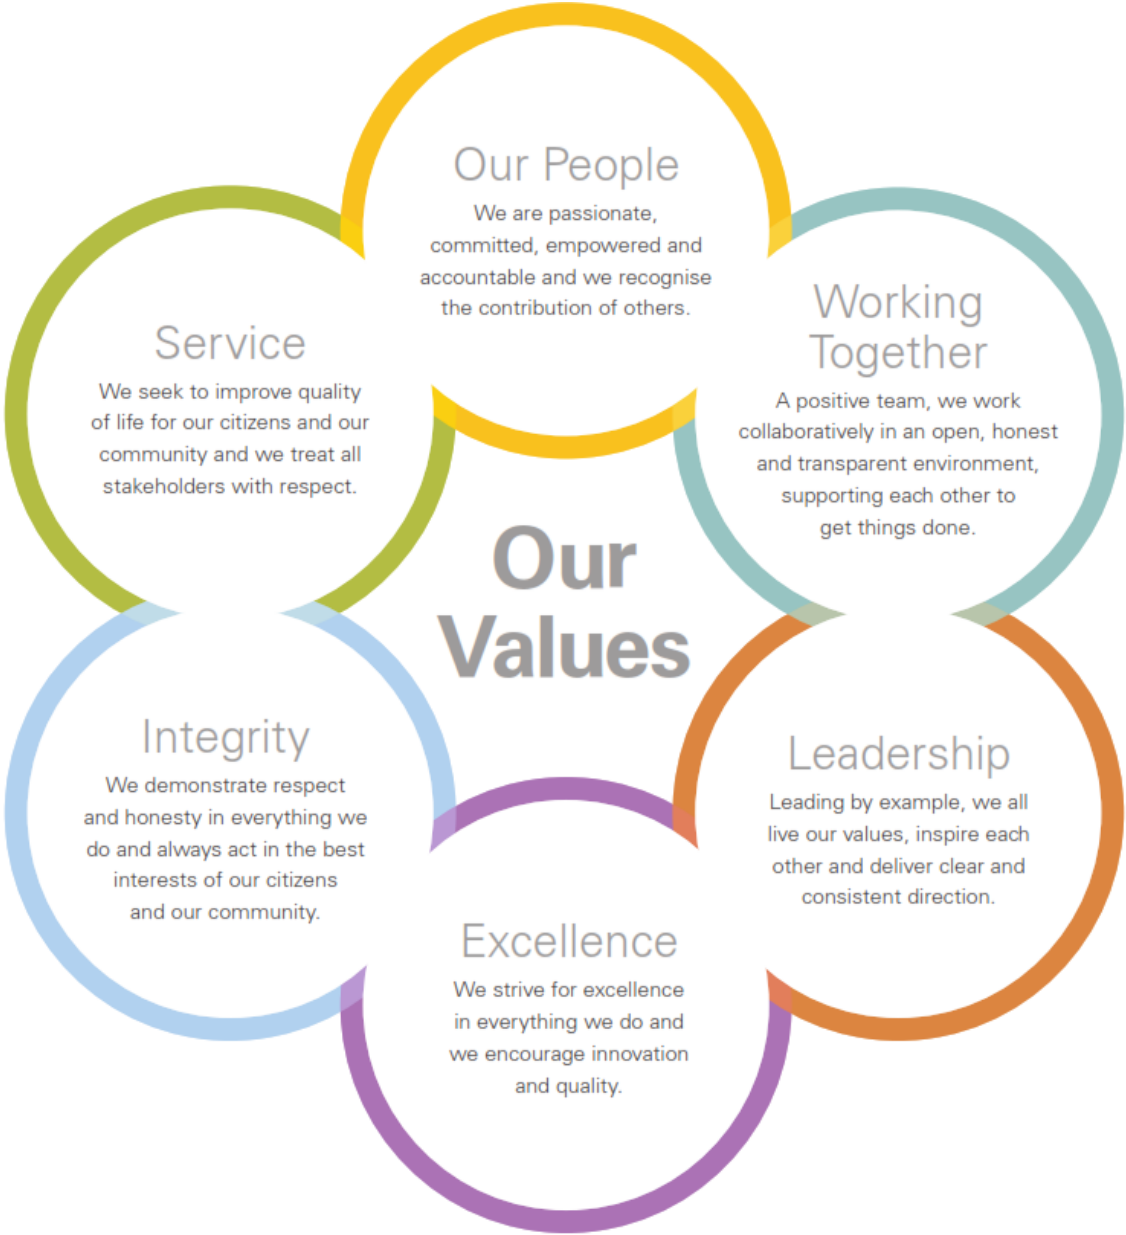 Our People
We are passionate,
committed, empowered and
accountable and we recognise
the contribution of others.
Working
Together
A positive team, we work
collaboratively in an open, honest
and transparent environment,
supporting each other to
get things done.
Service
We seek to improve quality
of life for our citizens and our
community and we treat all
stakeholders with respect.
Our
Values
Integrity
We demonstrate respect
and honesty in everything we
do and always act in the best
interests of our citizens
and our community.
Leadership
Leading by example, we all
live our values, inspire each
other and deliver clear and
consistent direction.
Excellence
We strive for excellence
in everything we do and
we encourage innovation
and quality.